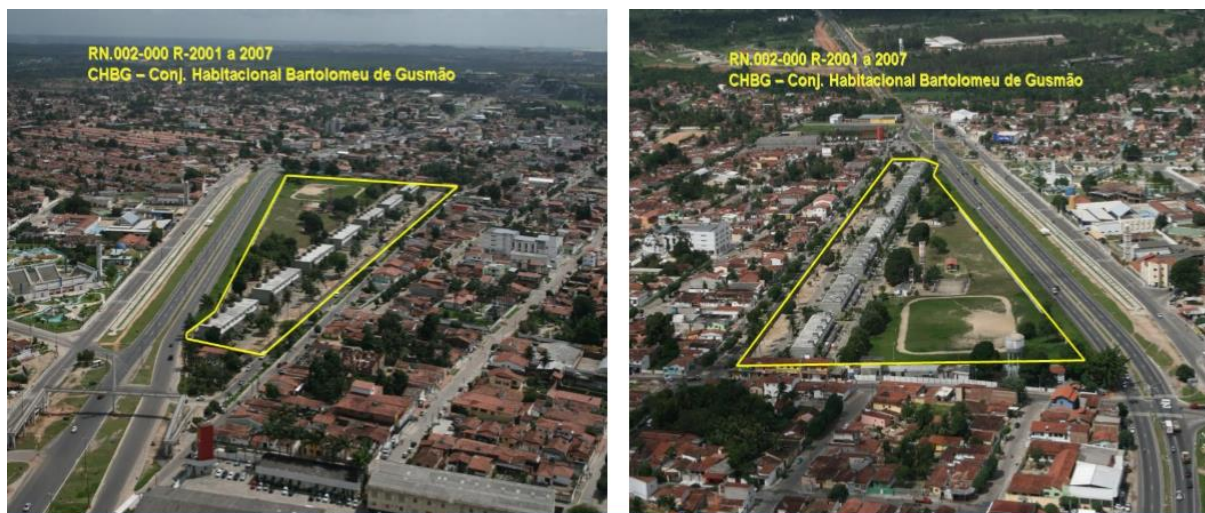 RN.002-000 R-2001 a 2007
CHBG – Conj. Habitacional Bartolomeu de Gusmão
RN.002-000 R-2001 a 2007
CHBG – Conj. Habitacional Bartolomeu de Gusmão